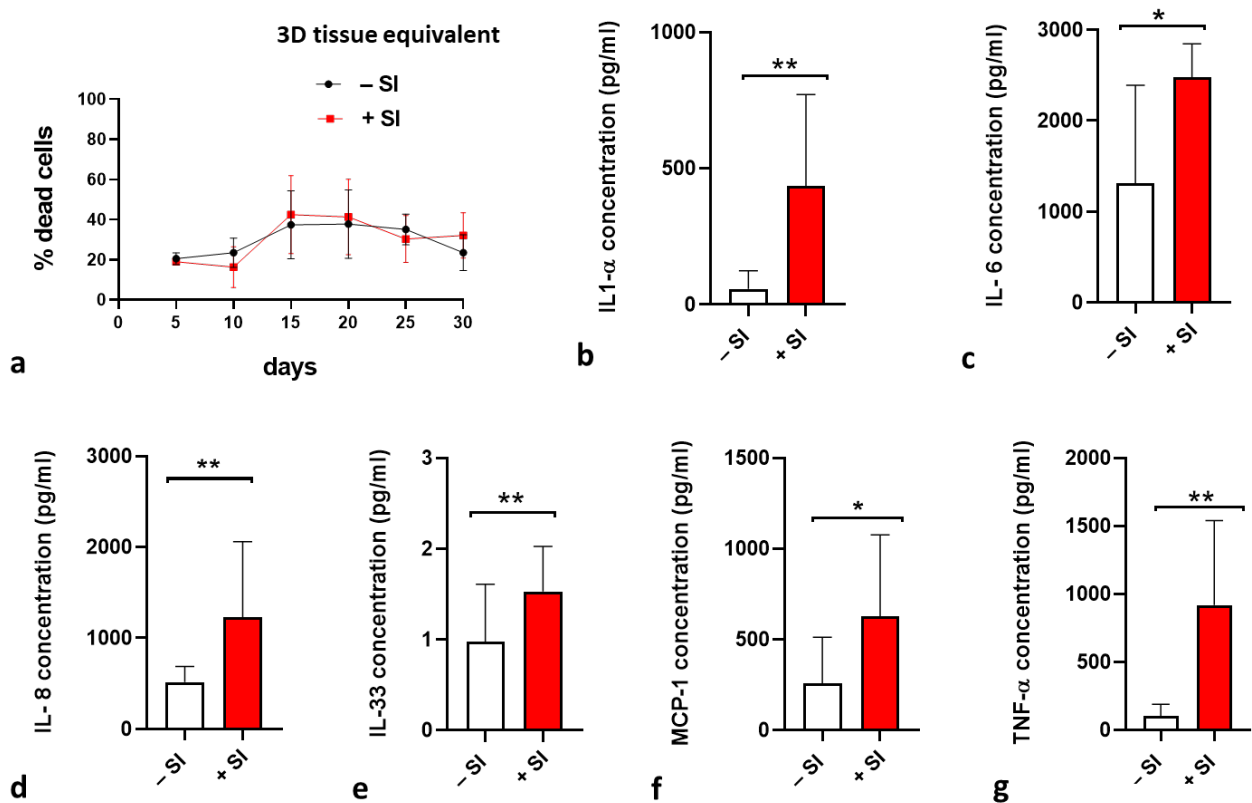 3D tissue equivalent
– SI
+ SI
% dead cells
100
80
60
40
20
0
0 5 10 15 20 25 30
days
a
IL1-α concentration (pg/ml)
1000
500
0
**
– SI + SI
b
IL- 6 concentration (pg/ml)
3000
2000
1000
0
*
– SI + SI
c
IL- 8 concentration (pg/ml)
3000
2000
1000
0
**
– SI + SI
d
IL-33 concentration (pg/ml)
3
2
1
0
**
– SI + SI
e
MCP-1 concentration (pg/ml)
1500
1000
500
0
*
– SI + SI
f
TNF-α concentration (pg/ml)
2000
1500
1000
500
0
**
– SI + SI
g